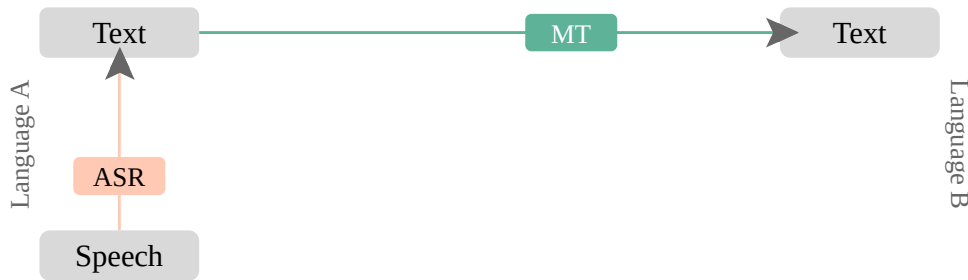 Text
MT
Text
Language A
Language B
ASR
Speech